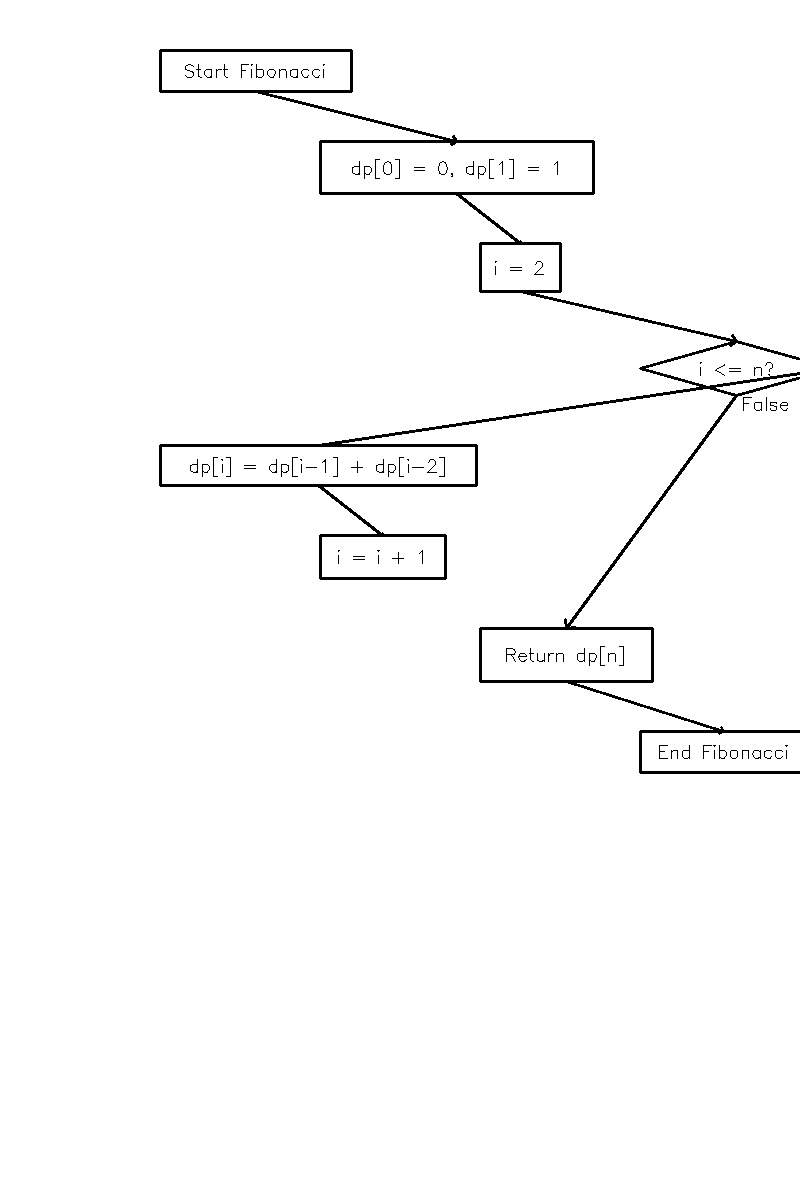 Start Fibonacci
dp[0] = 0, dp[1] = 1
i = 2
i <= n?
False
dp[i] = dp[i-1] + dp[i-2]
i = i + 1
Return dp[n]
End Fibonacci